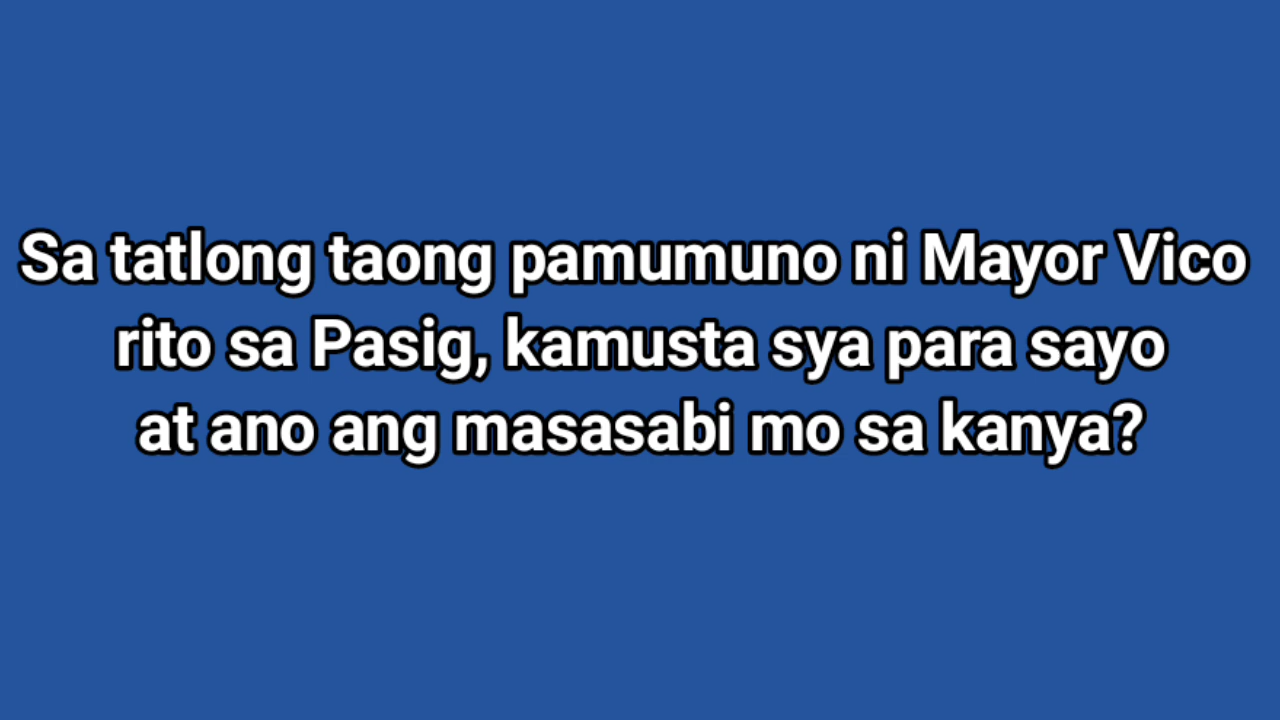 Sa tatlong taong pamumuno ni Mayor Vico
rito sa Pasig, kamusta sya para sayo
at ano ang masasabi mo sa kanya?